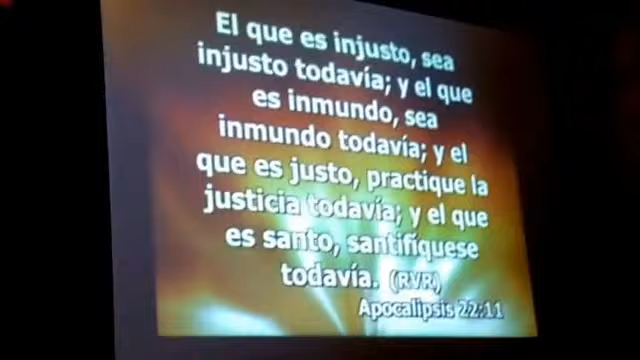 El que es injusto, sea
injusto todavía; y el que
es inmundo, sea
inmundo todavía; y el
que es justo, practique la
justicia todavía; y el que
es santo, santifíquese
todavía. (RVR)
Apocalipsis 22:11